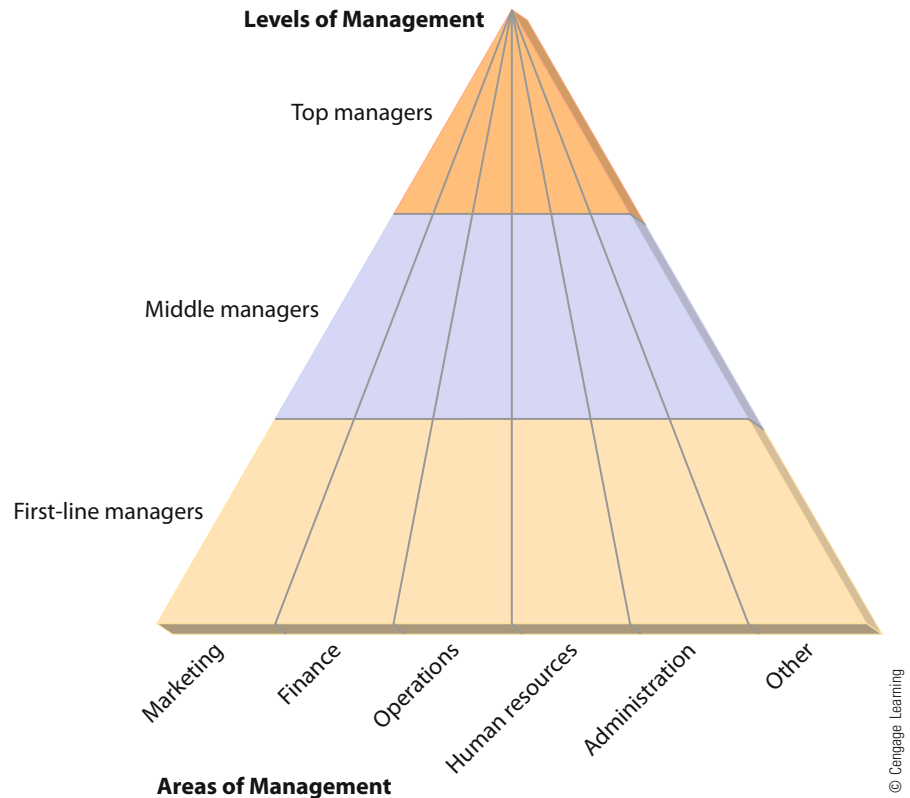 Levels of Management
Top managers
Middle managers
First-line managers
Marketing
Finance
Operations
Human resources
Administration
Other
Areas of Management
© Cengage Learning